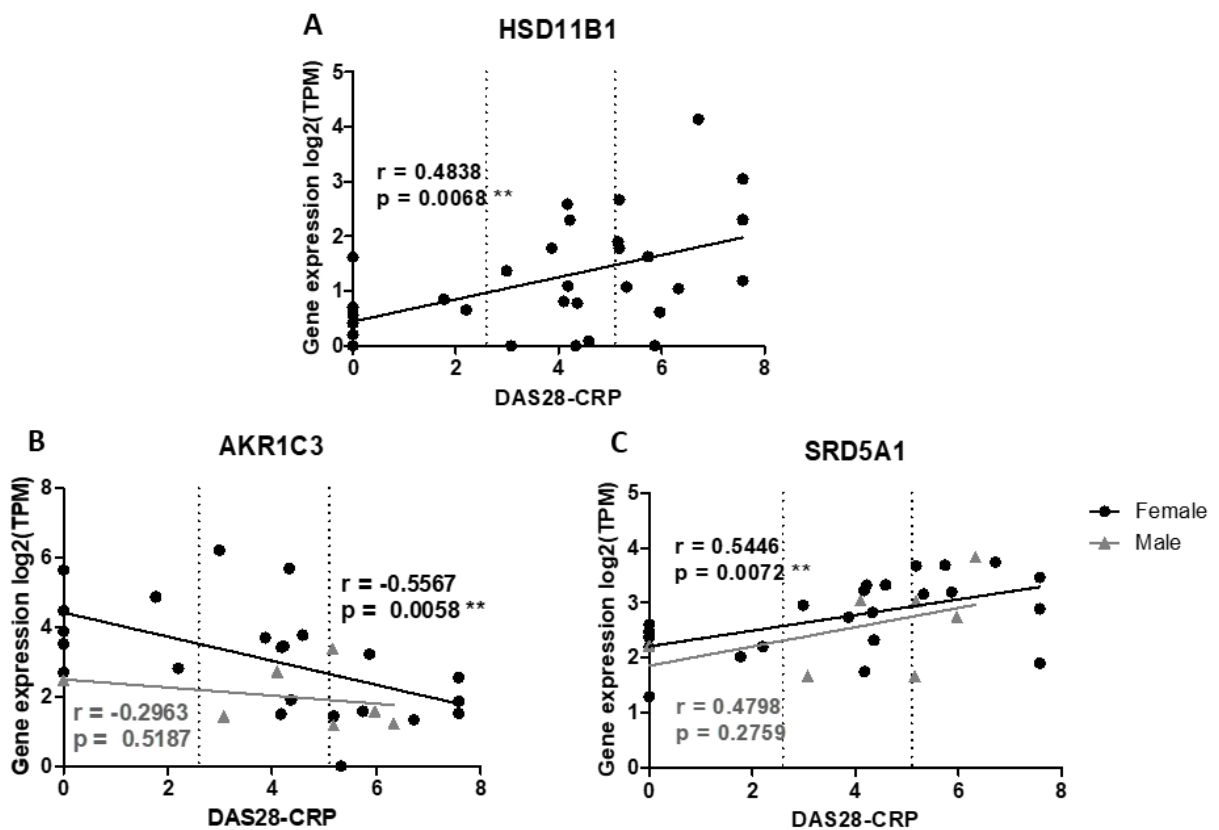 A
HSD11B1
Gene expression log2(TPM)
5
4
3
2
1
0
r = 0.4838
p = 0.0068 **
0 2 4 6 8
DAS28-CRP
B
AKR1C3
Gene expression log2(TPM)
8
6
4
2
0
r = -0.5567
p = 0.0058 **
r = -0.2963
p = 0.5187
0 2 4 6 8
DAS28-CRP
C
SRD5A1
Gene expression log2(TPM)
5
4
3
2
1
0
r = 0.5446
p = 0.0072 **
r = 0.4798
p = 0.2759
0 2 4 6 8
DAS28-CRP
Female
Male